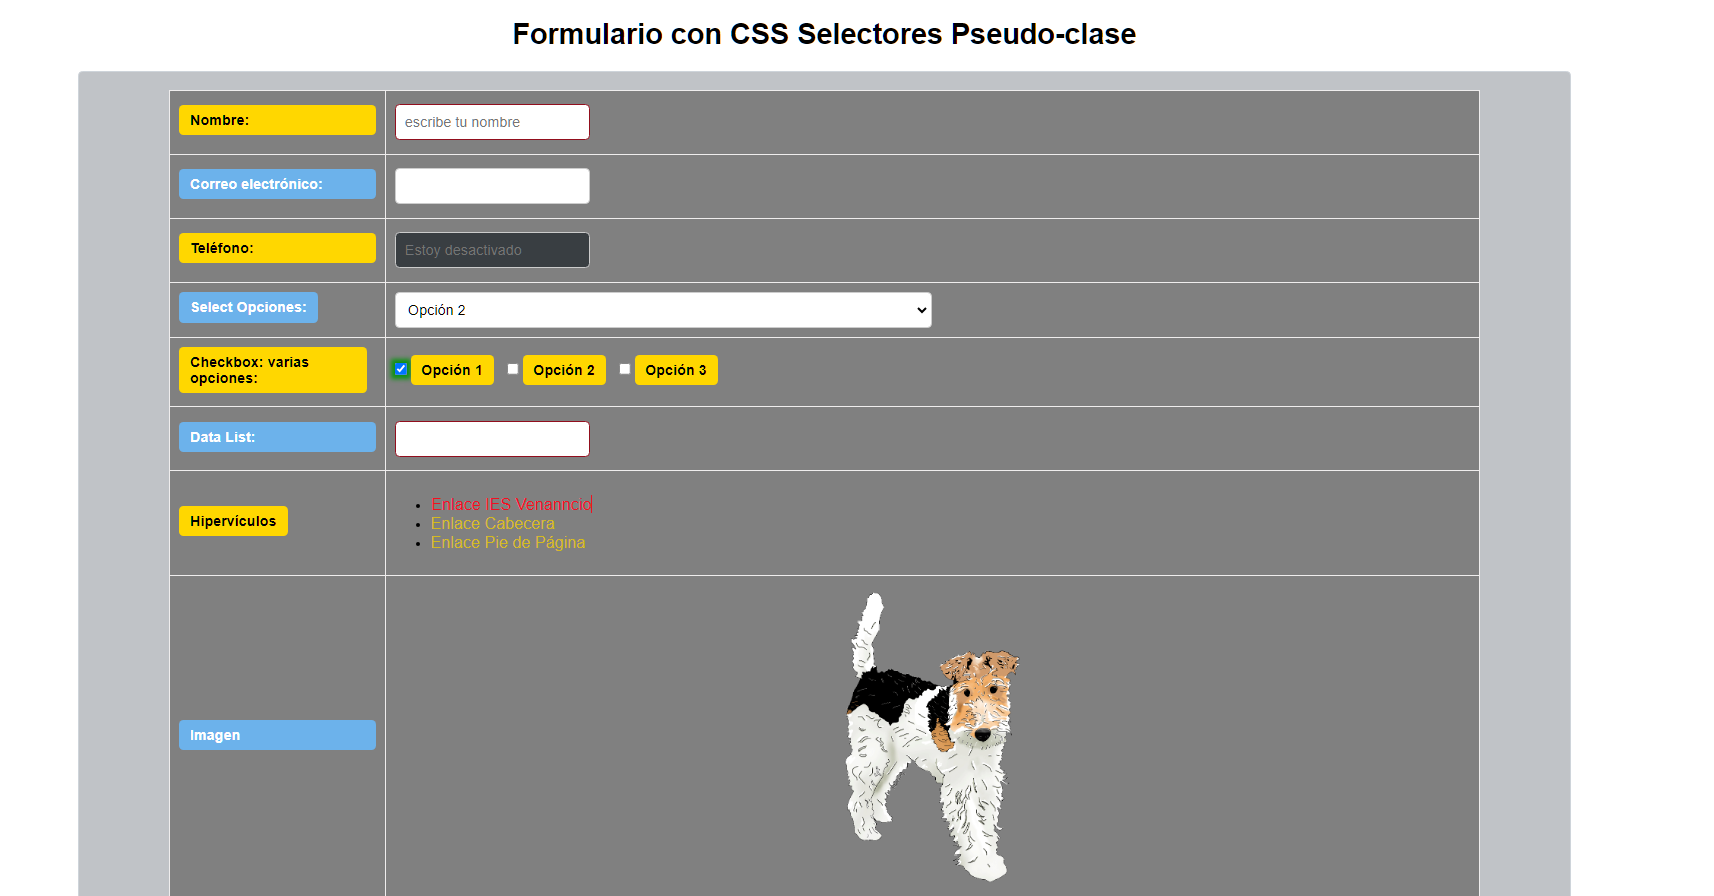 Formulario con CSS Selectores Pseudo-clase
Nombre:
escribe tu nombre
Correo electrónico:
Teléfono:
Estoy desactivado
Select Opciones:
Opción 2
Checkbox: varias
opciones:
Opción 1
Opción 2
Opción 3
Data List:
Hipervículos
Enlace IES Venanncio
Enlace Cabecera
Enlace Pie de Página
Imagen